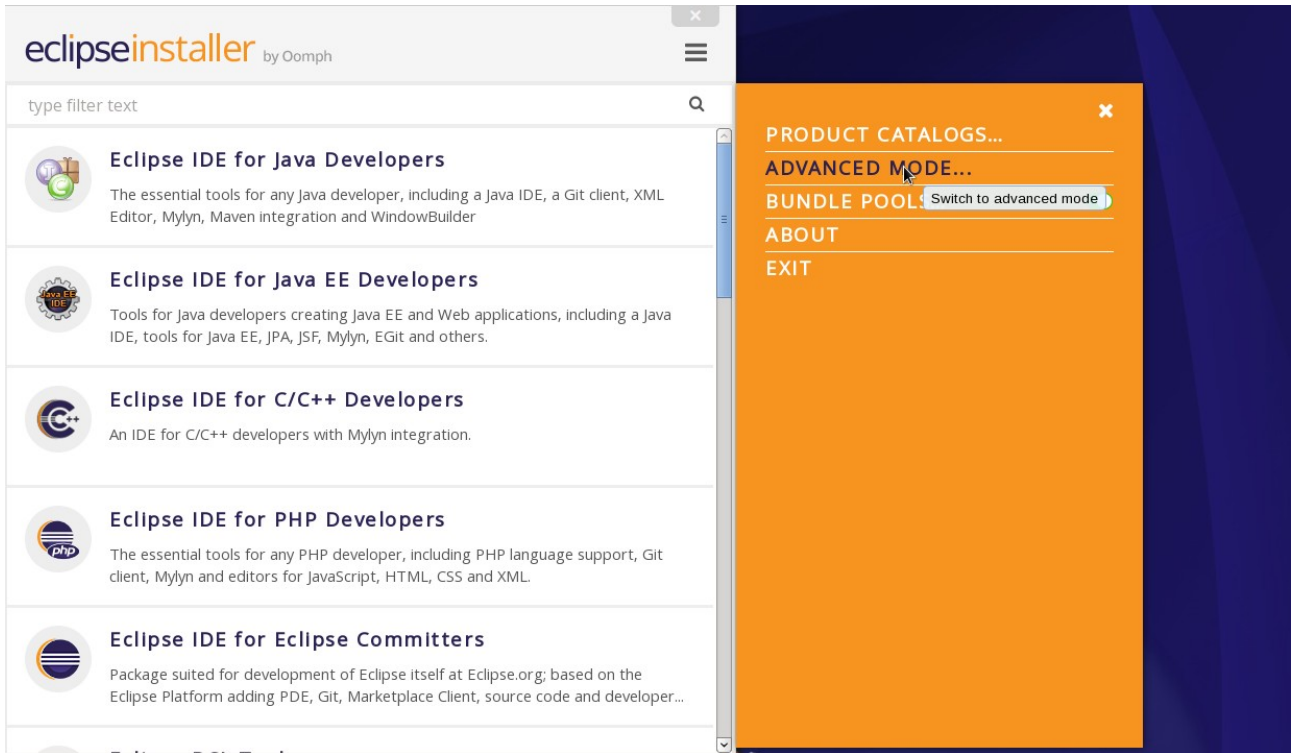 eclipseinstaller by Oomph
type filter text
Eclipse IDE for Java Developers
The essential tools for any Java developer, including a Java IDE, a Git client, XML
Editor, Mylyn, Maven integration and WindowBuilder
Java EE
IDE
Eclipse IDE for Java EE Developers
Tools for Java developers creating Java EE and Web applications, including a Java
IDE, tools for Java EE, JPA, JSF, Mylyn, EGit and others.
C++
Eclipse IDE for C/C++ Developers
An IDE for C/C++ developers with Mylyn integration.
php
Eclipse IDE for PHP Developers
The essential tools for any PHP developer, including PHP language support, Git
client, Mylyn and editors for JavaScript, HTML, CSS and XML.
Eclipse IDE for Eclipse Committers
Package suited for development of Eclipse itself at Eclipse.org; based on the
Eclipse Platform adding PDE, Git, Marketplace Client, source code and developer...
PRODUCT CATALOGS...
ADVANCED MODE...
BUNDLE POOLS
Switch to advanced mode
ABOUT
EXIT